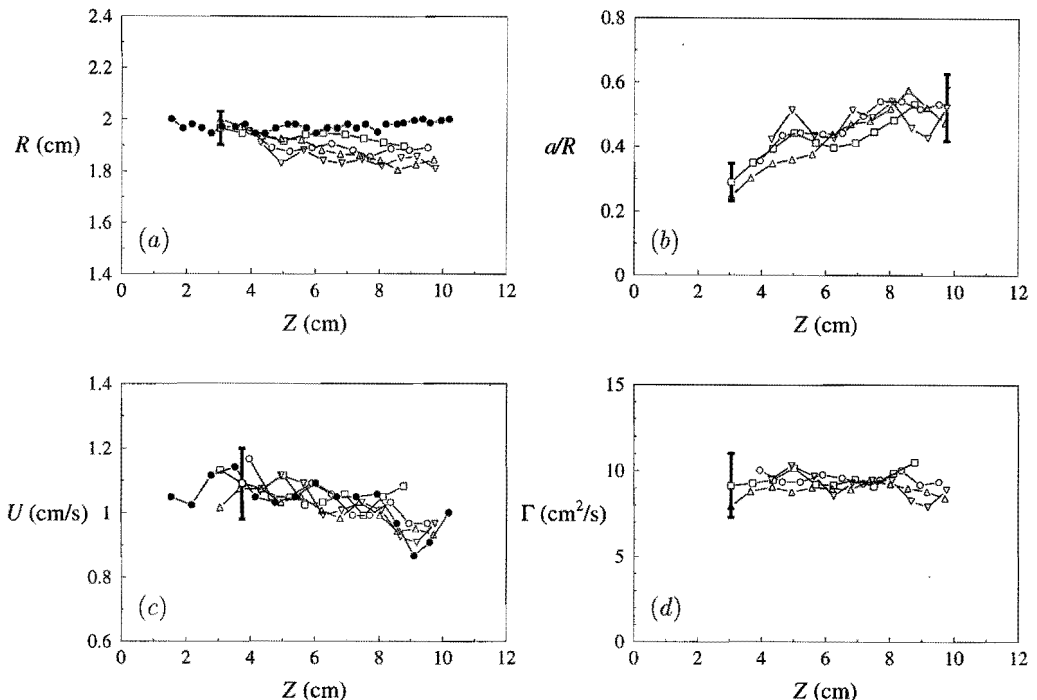 2.4
2.2
2
1.8
1.6
1.4
R (cm)
(a)
0 2 4 6 8 10 12
Z (cm)
0.8
0.6
0.4
0.2
0
a/R
(b)
0 2 4 6 8 10 12
Z (cm)
1.4
1.2
1
0.8
0.6
U (cm/s)
(c)
0 2 4 6 8 10 12
Z (cm)
15
10
5
0
Γ (cm²/s)
(d)
0 2 4 6 8 10 12
Z (cm)